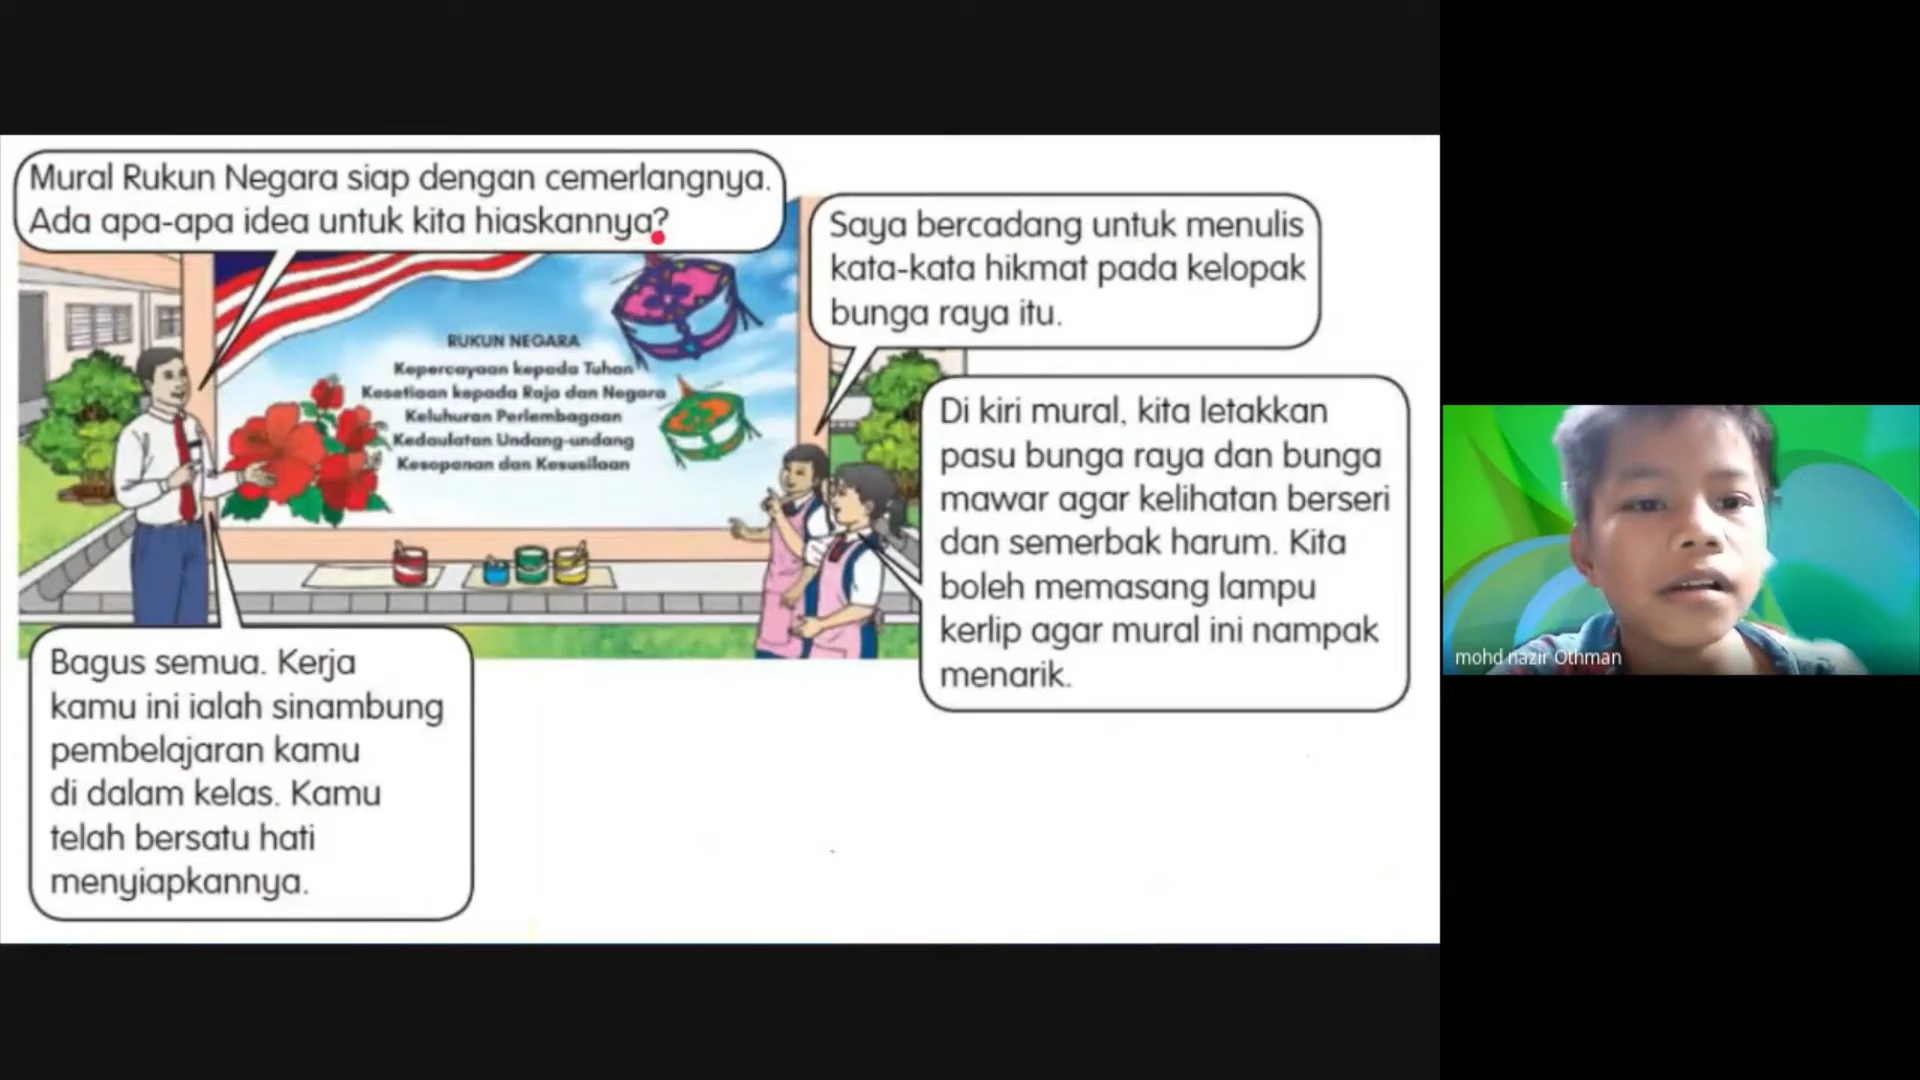 Mural Rukun Negara siap dengan cemerlangnya.
Ada apa-apa idea untuk kita hiaskannya?
Saya bercadang untuk menulis
kata-kata hikmat pada kelopak
bunga raya itu.
RUKUN NEGARA
Kepercayaan kepada Tuhan
Kesetiaan kepada Raja dan Negara
Keluhuran Perlembagaan
Kedaulatan Undang-undang
Kesopanan dan Kesusilaan
Di kiri mural, kita letakkan
pasu bunga raya dan bunga
mawar agar kelihatan berseri
dan semerbak harum. Kita
boleh memasang lampu
kerlip agar mural ini nampak
menarik.
Bagus semua. Kerja
kamu ini ialah sinambung
pembelajaran kamu
di dalam kelas. Kamu
telah bersatu hati
menyiapkannya.
mohd nazir Othman